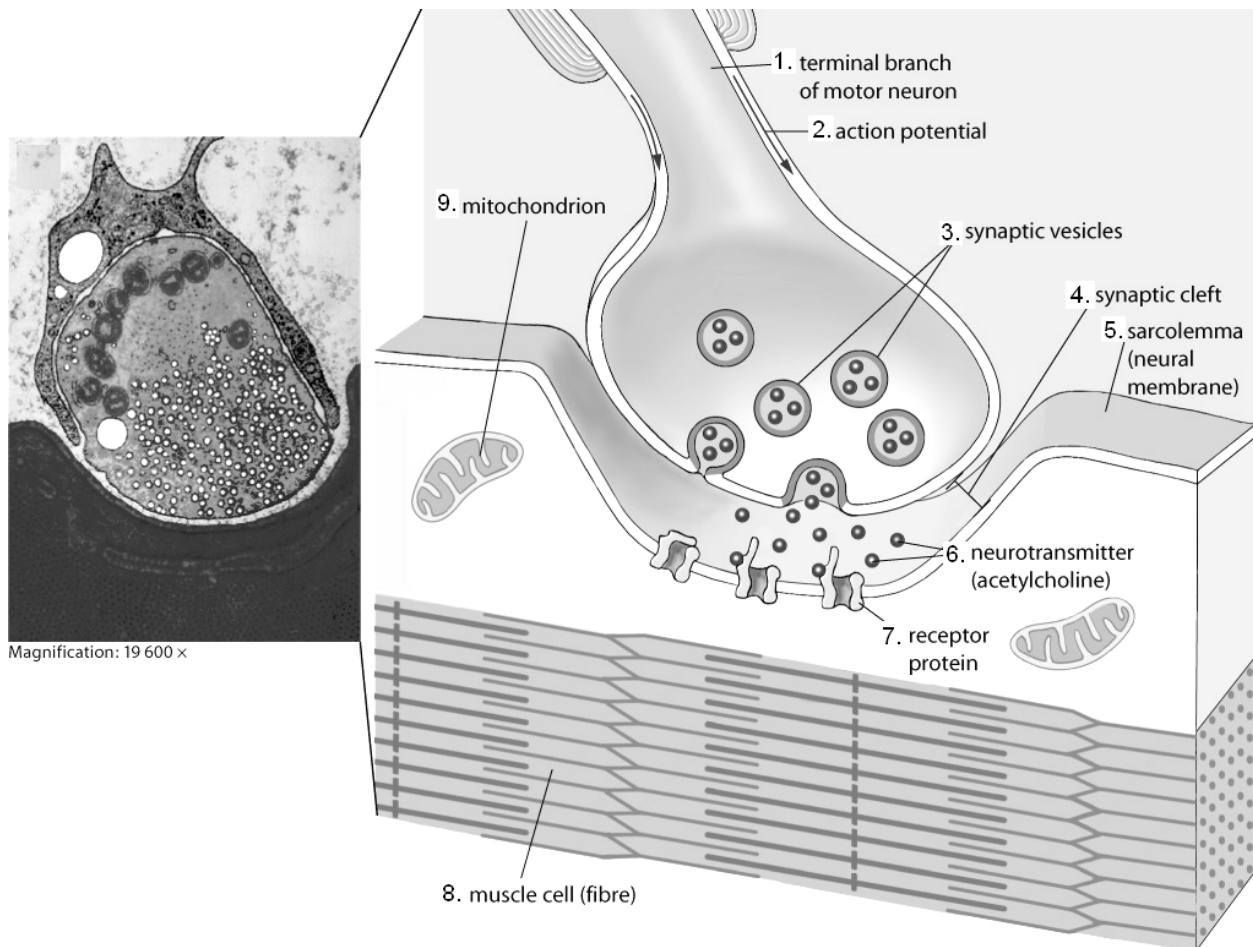 1. terminal branch
of motor neuron
2. action potential
9. mitochondrion
3. synaptic vesicles
4. synaptic cleft
5. sarcolemma
(neural
membrane)
6. neurotransmitter
(acetylcholine)
7. receptor
protein
Magnification: 19 600 ×
8. muscle cell (fibre)